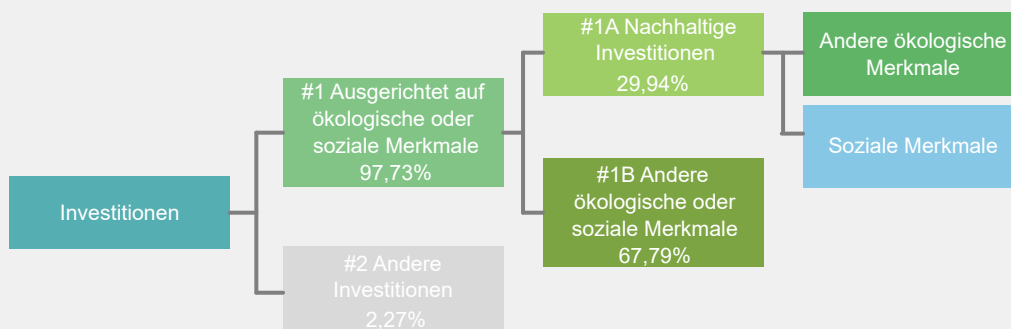 Investitionen
#1 Ausgerichtet auf
ökologische oder
soziale Merkmale
97,73%
#2 Andere
Investitionen
2,27%
#1A Nachhaltige
Investitionen
29,94%
#1B Andere
ökologische oder
soziale Merkmale
67,79%
Andere ökologische
Merkmale
Soziale Merkmale